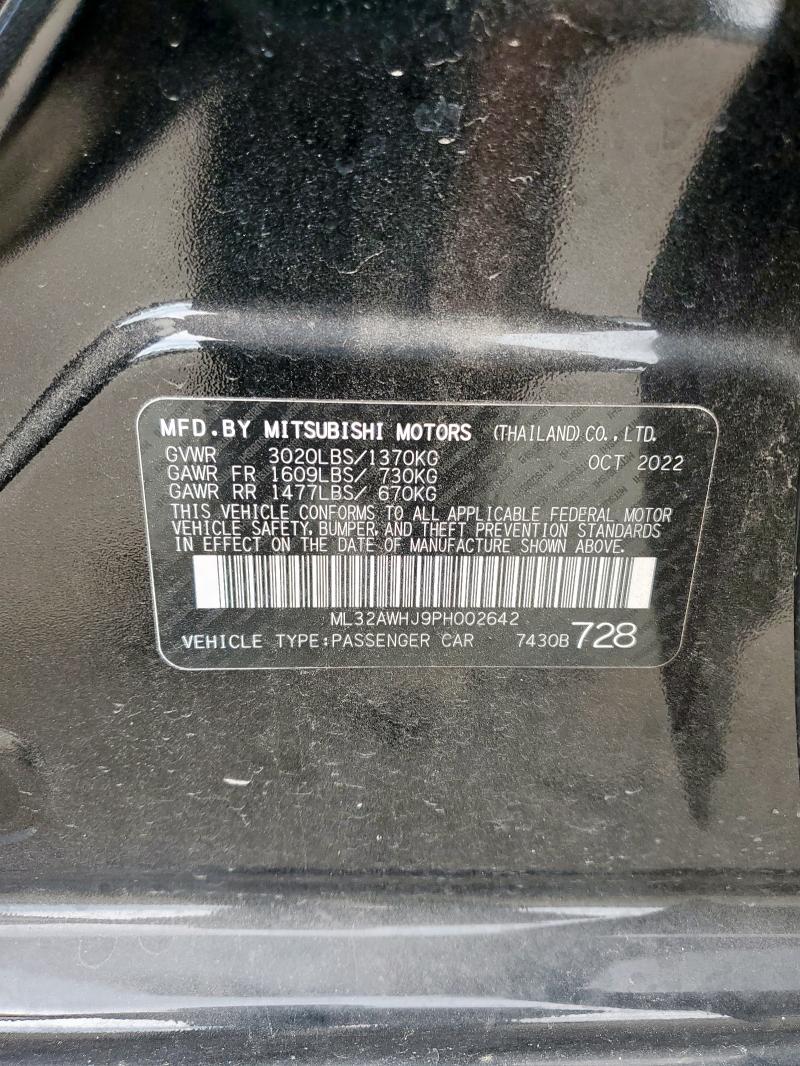 MFD.BY MITSUBISHI MOTORS (THAILAND) CO., LTD.
GVWR 3020LBS/1370KG OCT 2022
GAWR FR 1609LBS/ 730KG
GAWR RR 1477LBS/ 670KG
THIS VEHICLE CONFORMS TO ALL APPLICABLE FEDERAL MOTOR
VEHICLE SAFETY, BUMPER, AND THEFT PREVENTION STANDARDS
IN EFFECT ON THE DATE OF MANUFACTURE SHOWN ABOVE.
ML32AWHJ9PH002642
VEHICLE TYPE:PASSENGER CAR 7430B 728